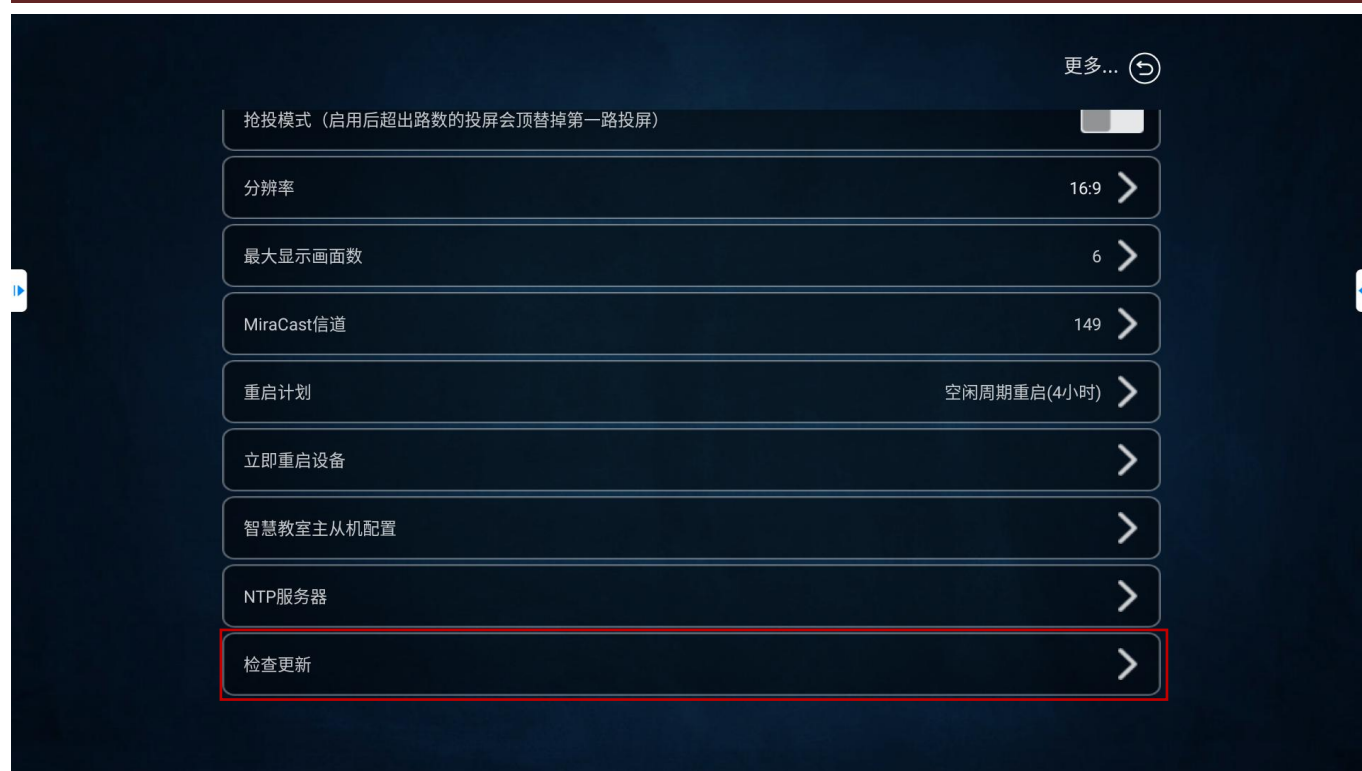 更多...
抢投模式（启用后超出路数的投屏会顶替掉第一路投屏）
分辨率 16:9
最大显示画面数 6
MiraCast信道 149
重启计划 空闲周期重启(4小时)
立即重启设备
智慧教室主从机配置
NTP服务器
检查更新